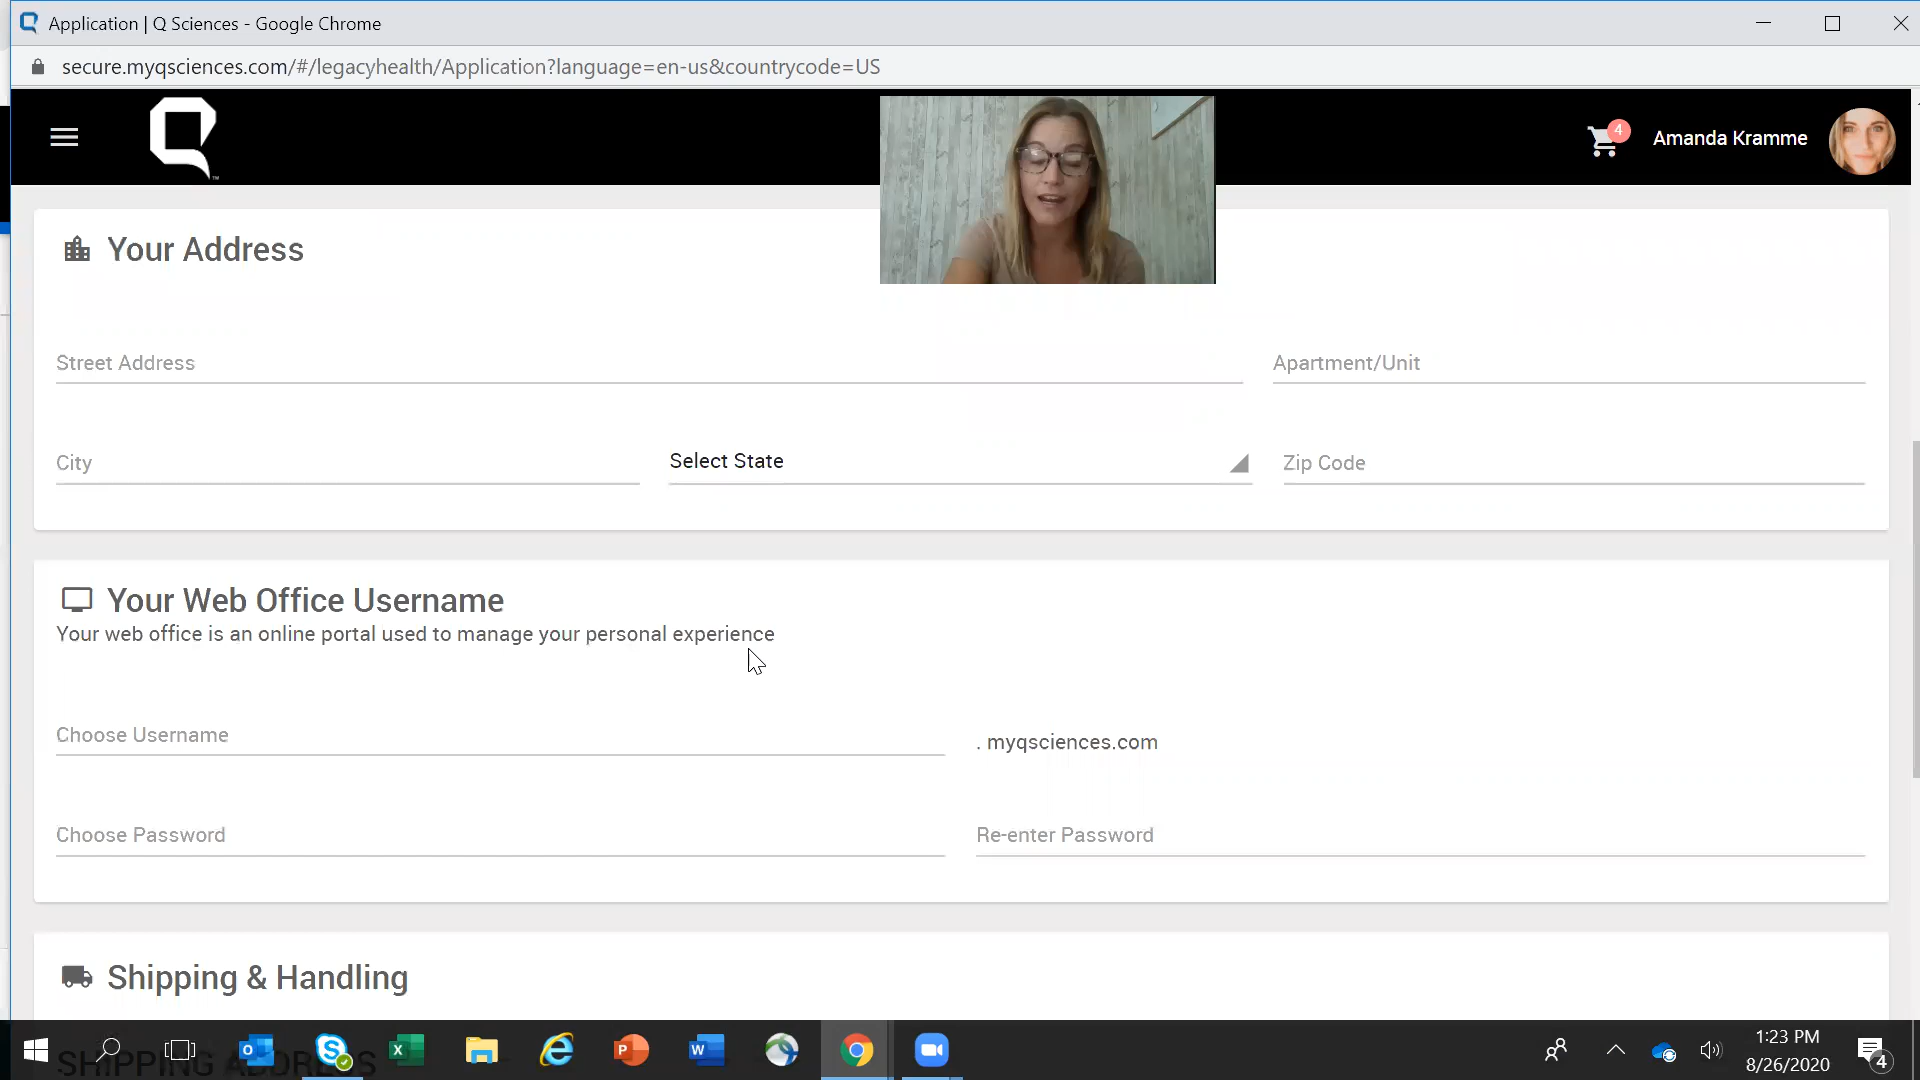 Application | Q Sciences - Google Chrome
secure.myqsciences.com/#/legacyhealth/Application?language=en-us&countrycode=US
4
Amanda Kramme
Your Address
Street Address
Apartment/Unit
City
Select State
Zip Code
Your Web Office Username
Your web office is an online portal used to manage your personal experience
Choose Username
. myqsciences.com
Choose Password
Re-enter Password
Shipping & Handling
SHIPPING ADDRESS
1:23 PM
8/26/2020
4